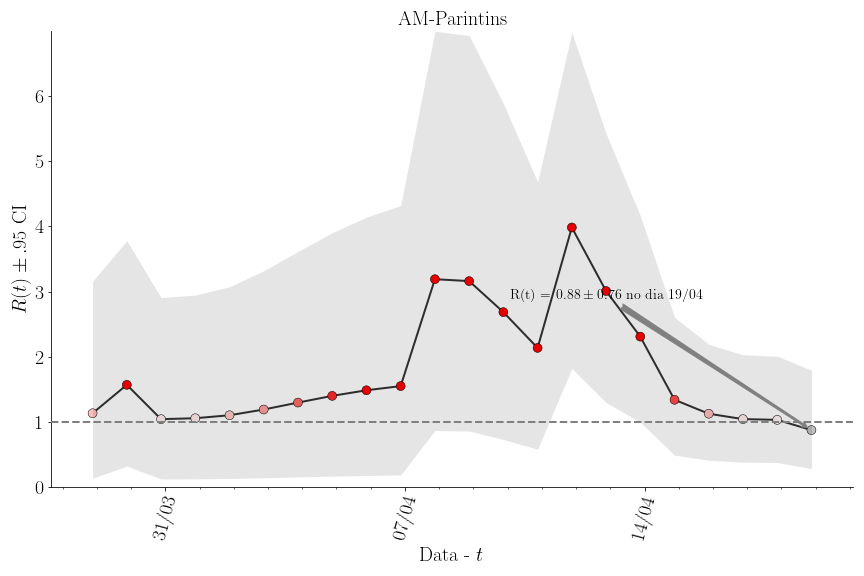 AM-Parintins
6
5
4
3
2
1
0
R(t) ± .95 CI
R(t) = 0.88 ± 0.76 no dia 19/04
31/03
07/04
14/04
Data - t